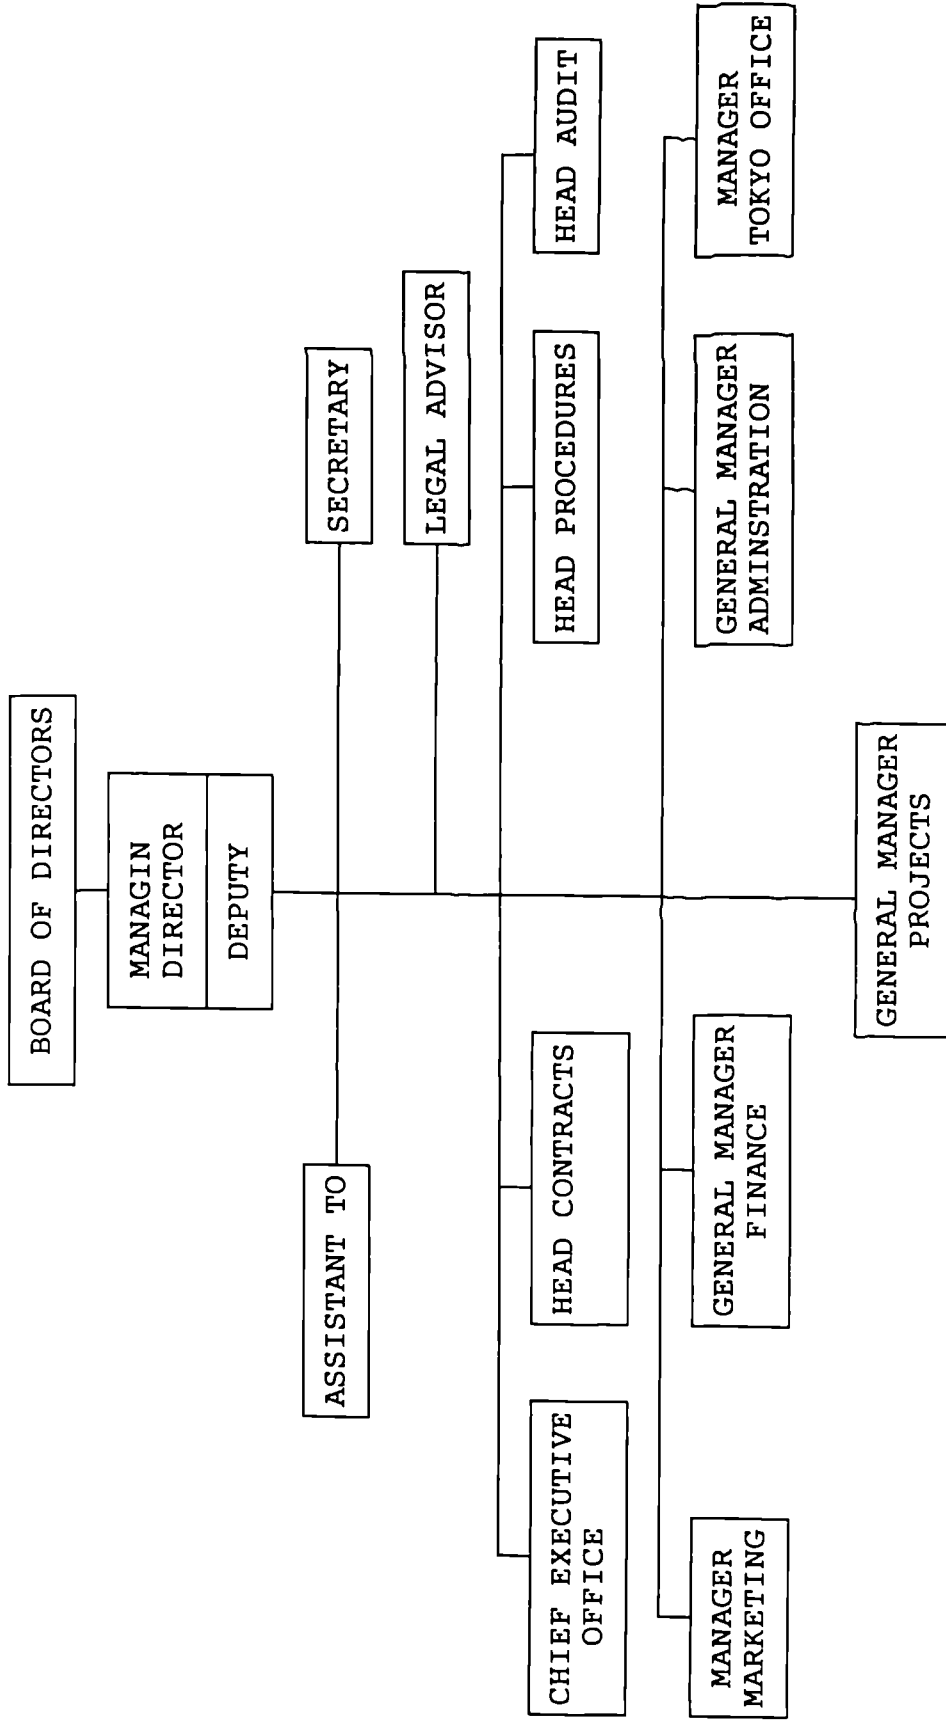 BOARD OF DIRECTORS
MANAGIN
DIRECTOR
DEPUTY
ASSISTANT TO
SECRETARY
LEGAL ADVISOR
CHIEF EXECUTIVE
OFFICE
HEAD CONTRACTS
HEAD PROCEDURES
HEAD AUDIT
MANAGER
MARKETING
GENERAL MANAGER
FINANCE
GENERAL MANAGER
ADMINSTRATION
MANAGER
TOKYO OFFICE
GENERAL MANAGER
PROJECTS